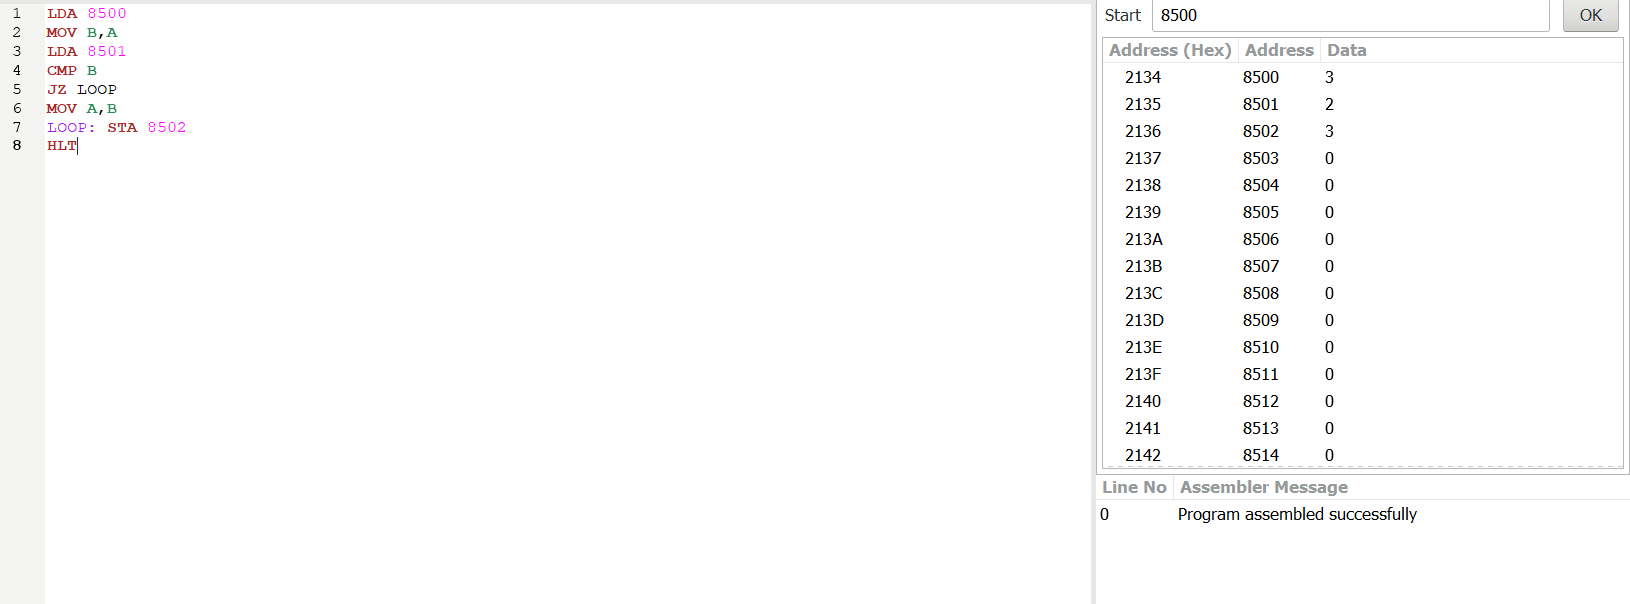 1 LDA 8500
2 MOV B,A
3 LDA 8501
4 CMP B
5 JZ LOOP
6 MOV A,B
7 LOOP: STA 8502
8 HLT
Start 8500 OK
Address (Hex) Address Data
2134 8500 3
2135 8501 2
2136 8502 3
2137 8503 0
2138 8504 0
2139 8505 0
213A 8506 0
213B 8507 0
213C 8508 0
213D 8509 0
213E 8510 0
213F 8511 0
2140 8512 0
2141 8513 0
2142 8514 0
Line No Assembler Message
0 Program assembled successfully